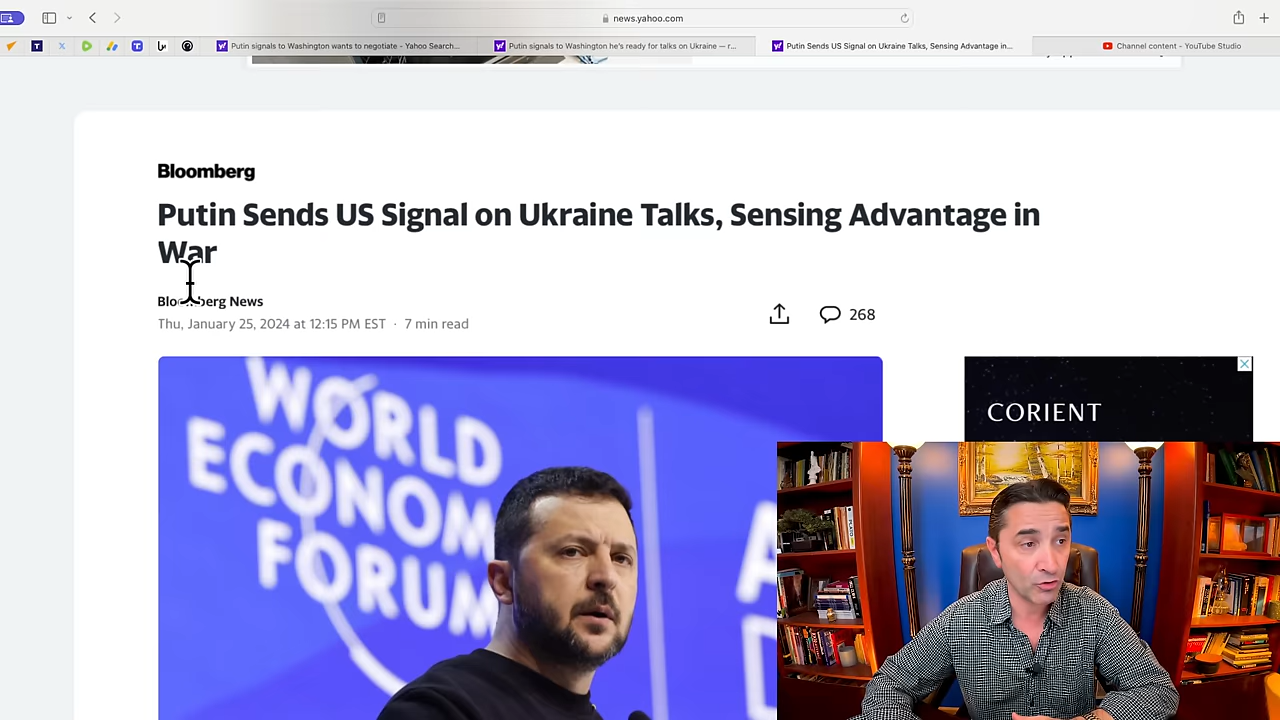 news.yahoo.com
Putin signals to Washington wants to negotiate - Yahoo Search...
Putin signals to Washington he's ready for talks on Ukraine — r...
Putin Sends US Signal on Ukraine Talks, Sensing Advantage in...
Channel content - YouTube Studio
Bloomberg
Putin Sends US Signal on Ukraine Talks, Sensing Advantage in
War
Bloomberg News
Thu, January 25, 2024 at 12:15 PM EST · 7 min read
268
WORLD
ECONOM
FORUM
CORIENT